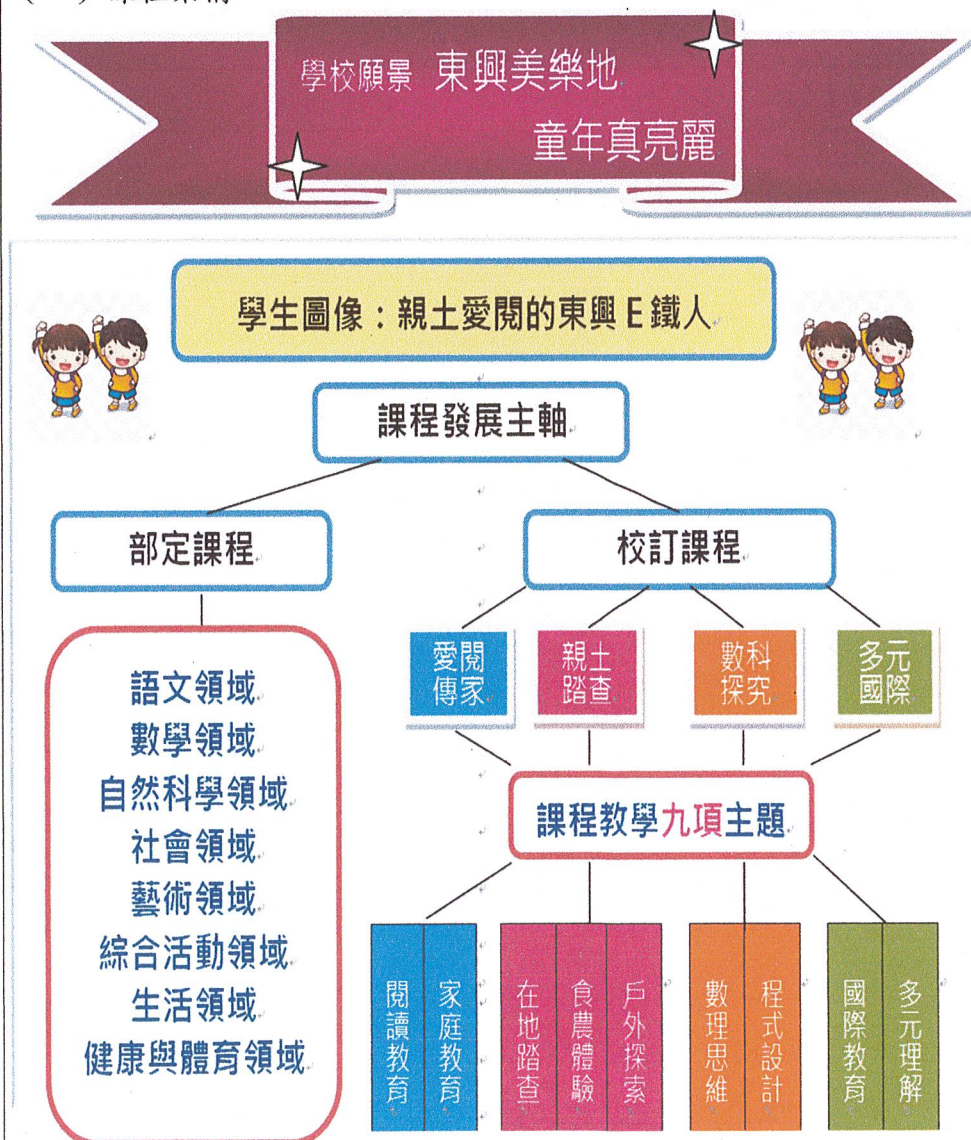 學校願景 東興美樂地
童年真亮麗
學生圖像：親土愛閱的東興E鐵人
課程發展主軸
部定課程
校訂課程
語文領域
數學領域
自然科學領域
社會領域
藝術領域
綜合活動領域
生活領域
健康與體育領域
愛閱
傳家
親土
踏查
數科
探究
多元
國際
課程教學九項主題
閱讀教育
家庭教育
在地踏查
食農體驗
戶外探索
數理思維
程式設計
國際教育
多元理解